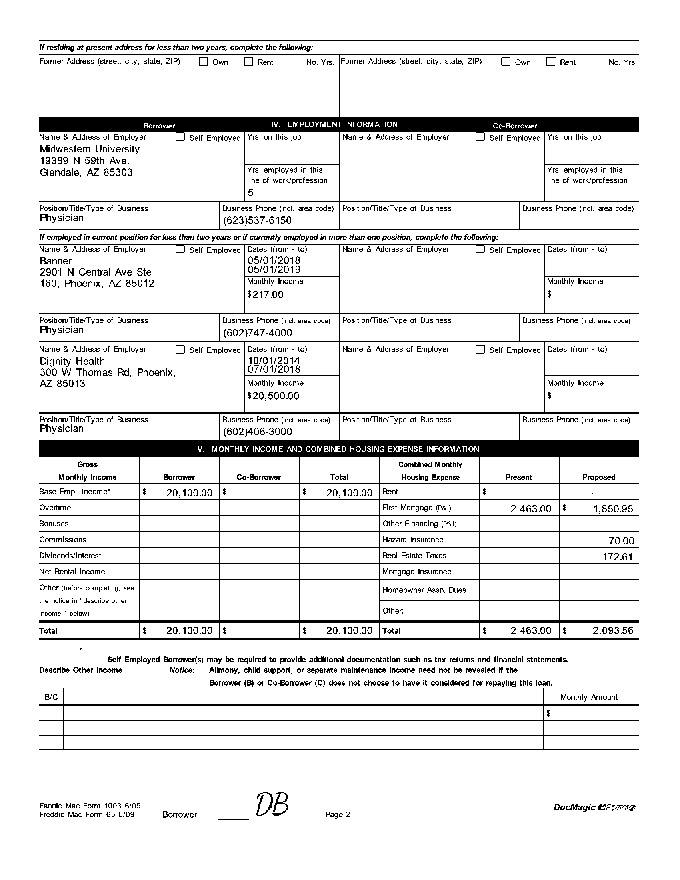 If residing at present address for less than two years, complete the following:
Former Address (street, city, state, ZIP) Own Rent No. Yrs. Former Address (street, city, state, ZIP) Own Rent No. Yrs.
Borrower IV. EMPLOYMENT INFORMATION Co-Borrower
Name & Address of Employer Self Employed Yrs. on this job Name & Address of Employer Self Employed Yrs. on this job
Midwestern University
N 59th Ave.
Glendale, AZ
Yrs. employed in this line of work/profession Yrs. employed in this line of work/profession
5
Position/Title/Type of Business Business Phone (incl. area code) Position/Title/Type of Business Business Phone (incl. area code)
Physician
If employed in current position for less than two years or if currently employed in more than one position, complete the following:
Name & Address of Employer Self Employed Dates (from - to) Name & Address of Employer Self Employed Dates (from - to)
Banner 05/01/2018
2901 N Central Ave Ste 05/01/2019
Phoenix, AZ 85012 Monthly Income Monthly Income
$217.00 $
Position/Title/Type of Business Business Phone (incl. area code) Position/Title/Type of Business Business Phone (incl. area code)
Physician (602)747-4000
Name & Address of Employer Self Employed Dates (from - to) Name & Address of Employer Self Employed Dates (from - to)
Dignity Health
W Thomas Rd, Phoenix, 07/01/2018
AZ 85013 Monthly Income Monthly Income
$20,500.00 $
Position/Title/Type of Business Business Phone (incl. area code) Position/Title/Type of Business Business Phone (incl. area code)
Physician
V. MONTHLY INCOME AND COMBINED HOUSING EXPENSE INFORMATION
Gross Monthly Income Borrower Co-Borrower Total Combined Monthly Housing Expense Present Proposed
Base Empl. Income* $ 20,100.00 $ $ 20,100.00 Rent $
Overtime First Mortgage (P&I) 2,463.00 $
Bonuses Other Financing (P&I)
Commissions Hazard Insurance 70.00
Dividends/Interest Real Estate Taxes 172.61
Net Rental Income Mortgage Insurance
Other (before completing, see the notice in "describe other income," below) Homeowner Assn. Dues
Other:
Total $ 20,100.00 $ $ 20,100.00 Total $ 2,463.00 $ 2,093.56
*
Self Employed Borrower(s) may be required to provide additional documentation such as tax returns and financial statements.
Describe Other Income Notice: Alimony, child support, or separate maintenance income need not be revealed if the
Borrower (B) or Co-Borrower (C) does not choose to have it considered for repaying this loan.
B/C Monthly Amount
$
DB
Fannie Mae Form 1003 6/09
Freddie Mac Form 65 6/09 Borrower Page 2
DocMagic